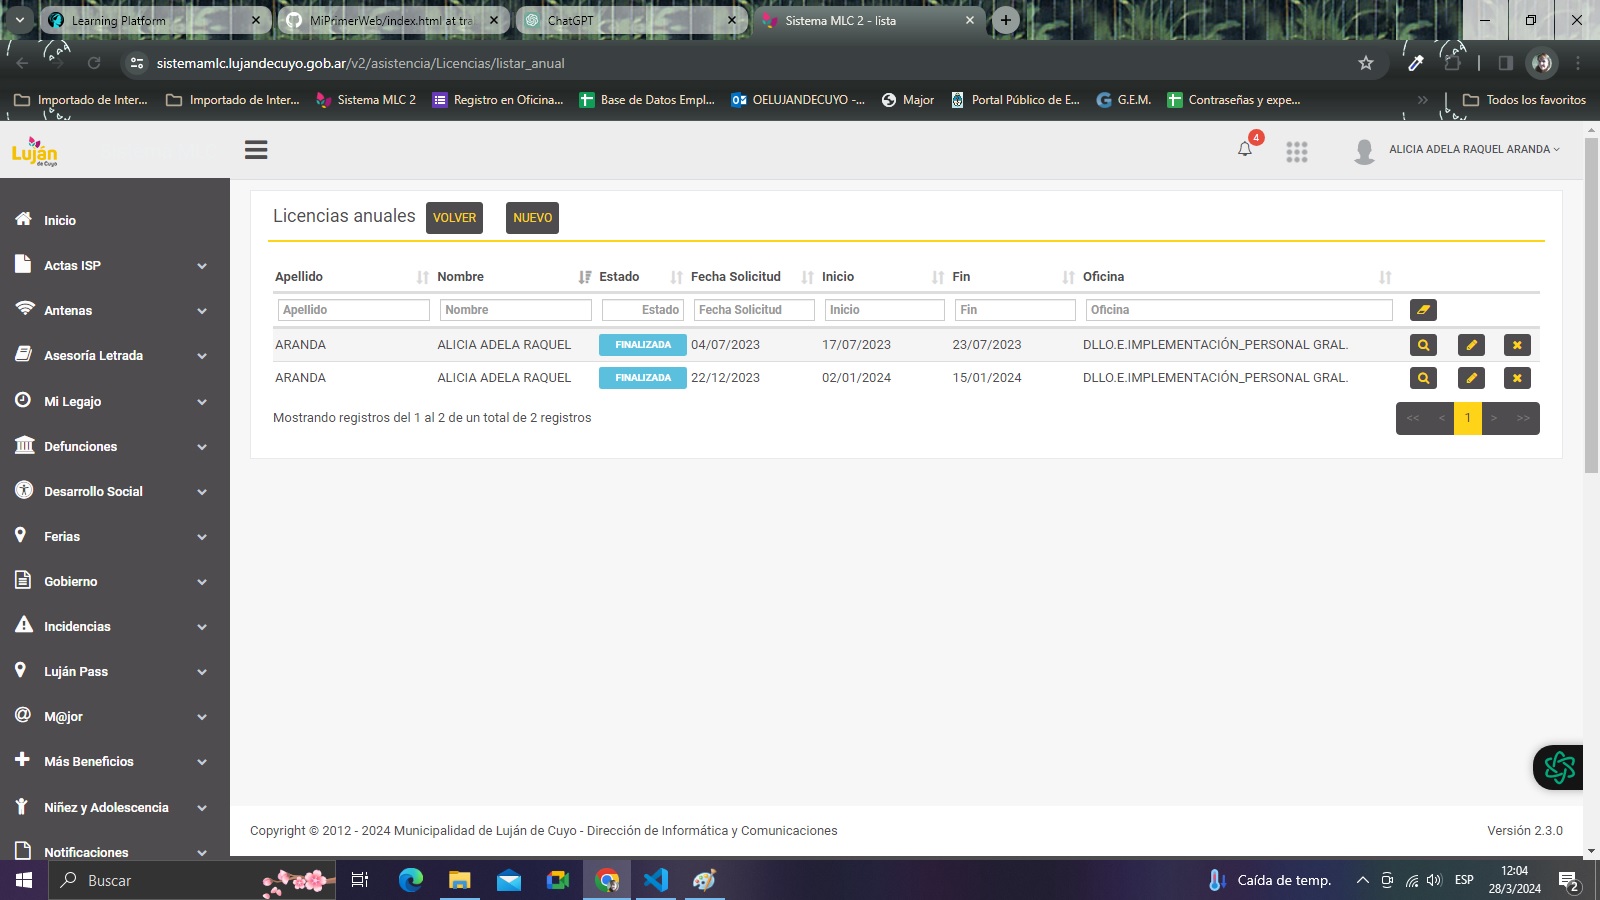 Learning Platform
MiPrimerWeb/index.html at tra
ChatGPT
Sistema MLC 2 - lista
sistemamlc.lujandecuyo.gob.ar/v2/asistencia/Licencias/listar_anual
Importado de Inter...
Importado de Inter...
Sistema MLC 2
Registro en Oficina...
Base de Datos Empl...
OELUJANDECUYO -...
Major
Portal Público de E...
G.E.M.
Contraseñas y expe...
»
Todos los favoritos
Luján
de Cuyo
4
ALICIA ADELA RAQUEL ARANDA
Inicio
Actas ISP
Antenas
Asesoría Letrada
Mi Legajo
Defunciones
Desarrollo Social
Ferias
Gobierno
Incidencias
Luján Pass
M@jor
Más Beneficios
Niñez y Adolescencia
Notificaciones
Licencias anuales VOLVER NUEVO
Apellido Nombre Estado Fecha Solicitud Inicio Fin Oficina
Apellido Nombre Estado Fecha Solicitud Inicio Fin Oficina
ARANDA ALICIA ADELA RAQUEL FINALIZADA 04/07/2023 17/07/2023 23/07/2023 DLLO.E.IMPLEMENTACIÓN_PERSONAL GRAL.
ARANDA ALICIA ADELA RAQUEL FINALIZADA 22/12/2023 02/01/2024 15/01/2024 DLLO.E.IMPLEMENTACIÓN_PERSONAL GRAL.
Mostrando registros del 1 al 2 de un total de 2 registros
<< < 1 > >>
Copyright © 2012 - 2024 Municipalidad de Luján de Cuyo - Dirección de Informática y Comunicaciones
Versión 2.3.0
Buscar
Caída de temp.
ESP
12:04
28/3/2024
2